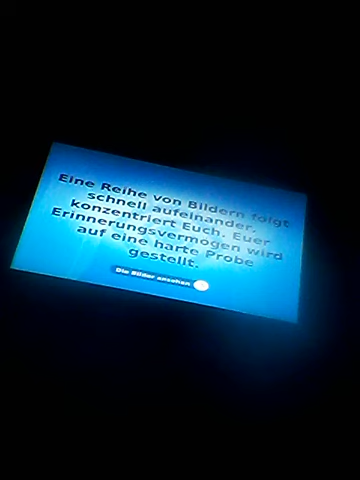 Eine Reihe von Bildern folgt
schnell aufeinander,
konzentriert Euch. Euer
Erinnerungsvermögen wird
auf eine harte Probe
gestellt.
Die Bilder ansehen